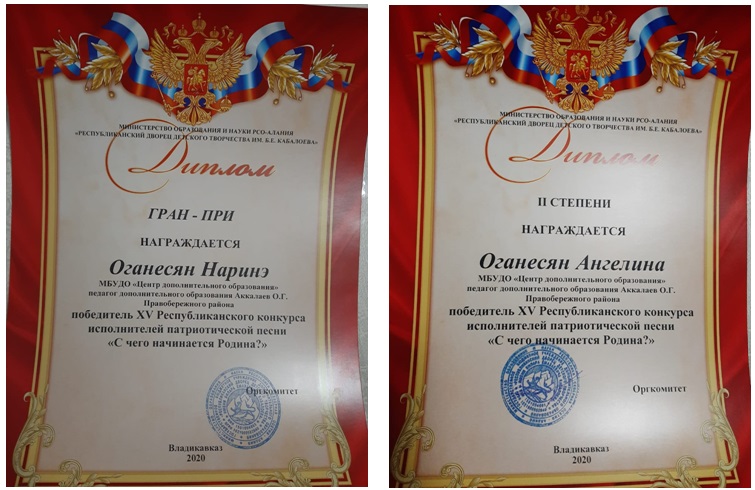 МИНИСТЕРСТВО ОБРАЗОВАНИЯ И НАУКИ РСО-АЛАНИЯ
«РЕСПУБЛИКАНСКИЙ ДВОРЕЦ ДЕТСКОГО ТВОРЧЕСТВА ИМ. Б.Е. КАБАЛОЕВА»
Диплом
ГРАН - ПРИ
НАГРАЖДАЕТСЯ
Оганесян Наринэ
МБУДО «Центр дополнительного образования»
педагог дополнительного образования Аккалаев О.Г.
Правобережного района
победитель XV Республиканского конкурса
исполнителей патриотической песни
«С чего начинается Родина?»
Оргкомитет
Владикавказ
2020
МИНИСТЕРСТВО ОБРАЗОВАНИЯ И НАУКИ РСО-АЛАНИЯ
«РЕСПУБЛИКАНСКИЙ ДВОРЕЦ ДЕТСКОГО ТВОРЧЕСТВА ИМ. Б.Е. КАБАЛОЕВА»
Диплом
II СТЕПЕНИ
НАГРАЖДАЕТСЯ
Оганесян Ангелина
МБУДО «Центр дополнительного образования»
педагог дополнительного образования Аккалаев О.Г.
Правобережного района
победитель XV Республиканского конкурса
исполнителей патриотической песни
«С чего начинается Родина?»
Оргкомитет
Владикавказ
2020